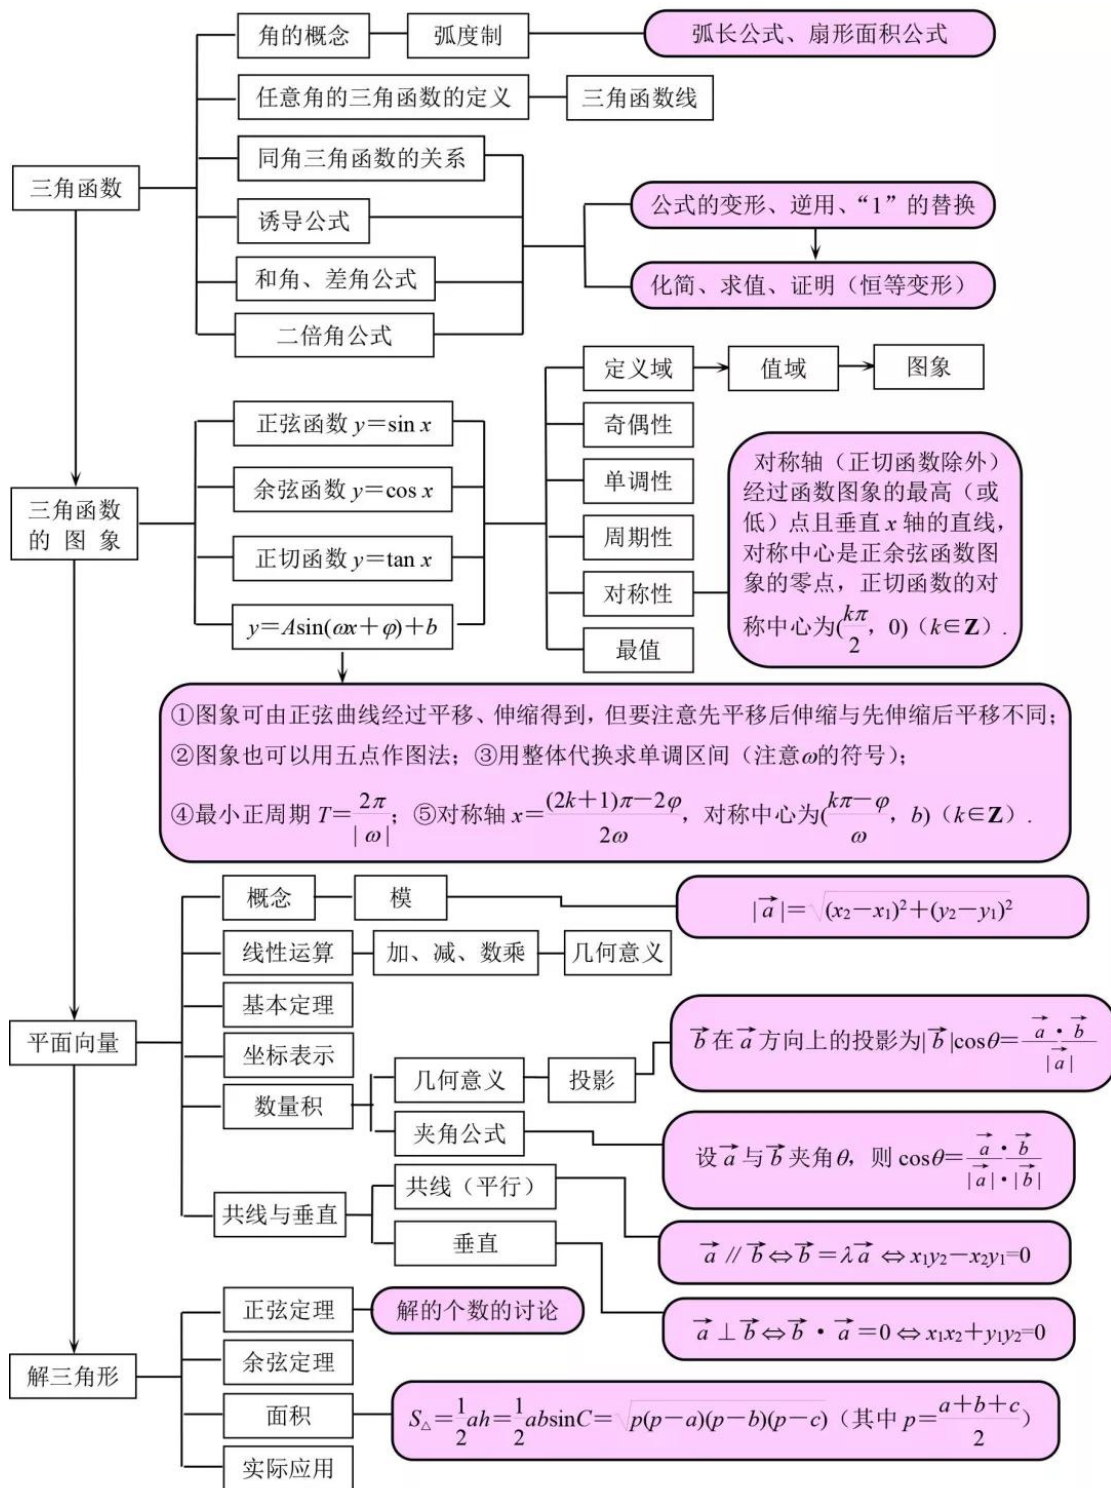 角的概念
弧度制
弧长公式、扇形面积公式
任意角的三角函数的定义
三角函数线
同角三角函数的关系
三角函数
诱导公式
公式的变形、逆用、“1”的替换
和角、差角公式
化简、求值、证明（恒等变形）
二倍角公式
定义域
值域
图象
正弦函数 y=sin x
奇偶性
余弦函数 y=cos x
单调性
三角函数
的 图 象
正切函数 y=tan x
周期性
y=Asin(ωx+φ)+b
对称性
最值
对称轴（正切函数除外）
经过函数图象的最高（或
低）点且垂直 x 轴的直线，
对称中心是正余弦函数图
象的零点，正切函数的对
称中心为(kπ/2，0)（k∈Z）.
①图象可由正弦曲线经过平移、伸缩得到，但要注意先平移后伸缩与先伸缩后平移不同；
②图象也可以用五点作图法；③用整体代换求单调区间（注意ω的符号）；
④最小正周期 T=2π/|ω|；⑤对称轴 x=((2k+1)π−2φ)/2ω，对称中心为((kπ−φ)/ω，b)（k∈Z）.
概念
模
|a⃗|=√((x₂−x₁)²+(y₂−y₁)²)
线性运算
加、减、数乘
几何意义
基本定理
平面向量
坐标表示
数量积
几何意义
投影
b⃗ 在 a⃗ 方向上的投影为|b⃗|cosθ=(a⃗·b⃗)/|a⃗|
夹角公式
设 a⃗ 与 b⃗ 夹角θ，则 cosθ=(a⃗·b⃗)/(|a⃗|·|b⃗|)
共线与垂直
共线（平行）
a⃗ // b⃗ ⇔ b⃗=λa⃗ ⇔ x₁y₂−x₂y₁=0
垂直
a⃗ ⊥ b⃗ ⇔ b⃗·a⃗=0 ⇔ x₁x₂+y₁y₂=0
正弦定理
解的个数的讨论
余弦定理
解三角形
面积
S△=1/2 ah=1/2 absinC=√(p(p−a)(p−b)(p−c))（其中 p=(a+b+c)/2）
实际应用